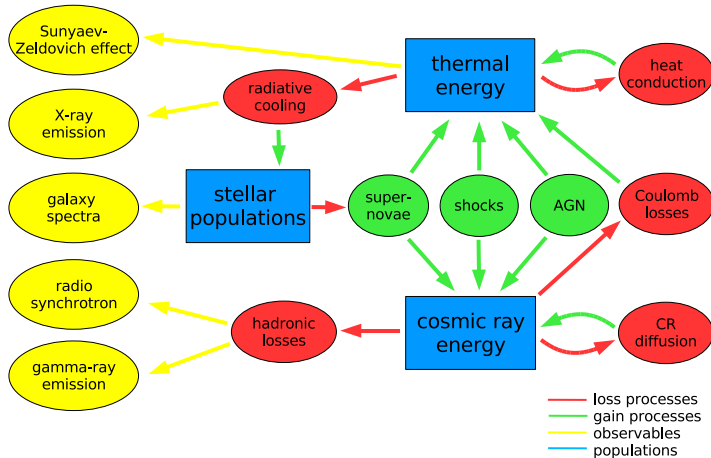 Sunyaev-
Zeldovich effect
thermal
energy
heat
conduction
radiative
cooling
X-ray
emission
stellar
populations
galaxy
spectra
super-
novae
shocks
AGN
Coulomb
losses
radio
synchrotron
hadronic
losses
cosmic ray
energy
CR
diffusion
gamma-ray
emission
loss processes
gain processes
observables
populations